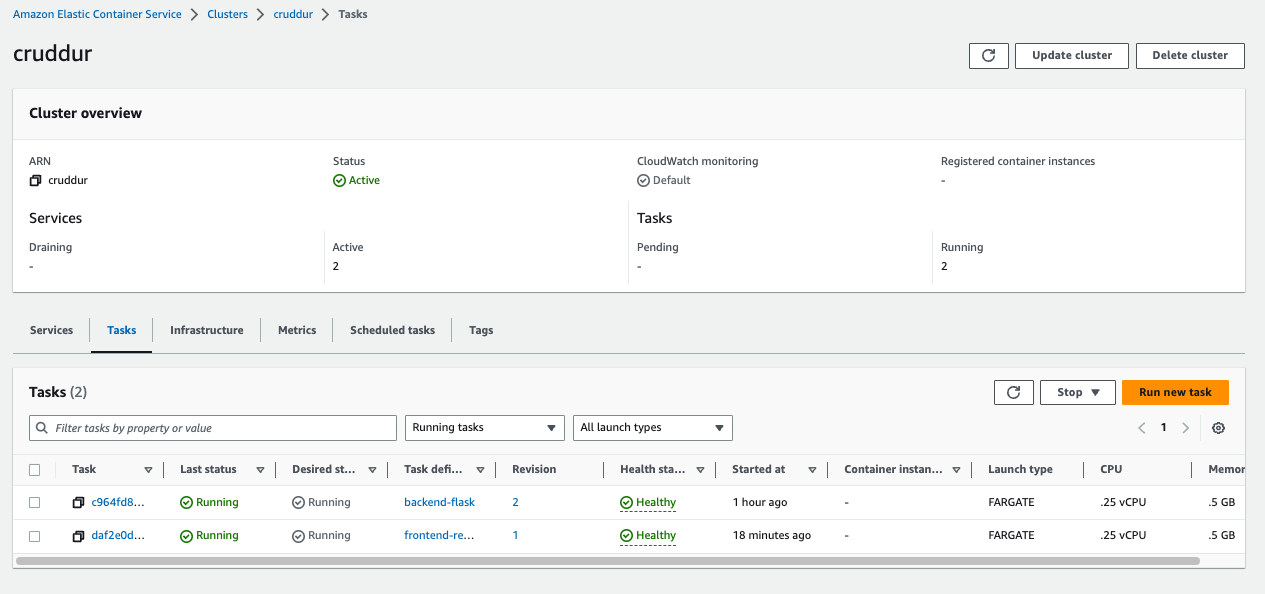 Amazon Elastic Container Service > Clusters > cruddur > Tasks
cruddur
Update cluster
Delete cluster
Cluster overview
ARN
Status
CloudWatch monitoring
Registered container instances
cruddur
Active
Default
-
Services
Tasks
Draining
Active
Pending
Running
-
2
-
2
Services
Tasks
Infrastructure
Metrics
Scheduled tasks
Tags
Tasks (2)
Stop
Run new task
Filter tasks by property or value
Running tasks
All launch types
1
Task Last status Desired st... Task defi... Revision Health sta... Started at Container instan... Launch type CPU Memor
c964fd8... Running Running backend-flask 2 Healthy 1 hour ago - FARGATE .25 vCPU .5 GB
daf2e0d... Running Running frontend-re... 1 Healthy 18 minutes ago - FARGATE .25 vCPU .5 GB